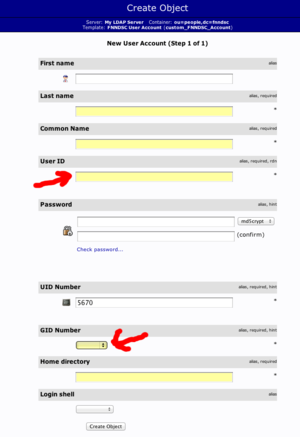 Create Object
Server: My LDAP Server Container: ou=people,dc=fnndsc
Template: FNNDSC User Account (custom_FNNDSC_Account)
New User Account (Step 1 of 1)
First name alias
Last name alias, required
*
Common Name alias, required
*
User ID alias, required, rdn
*
Password alias, hint
md5crypt
(confirm)
Check password...
UID Number alias, required, hint
5670 *
GID Number alias, required, hint
*
Home directory alias, required
*
Login shell alias
Create Object